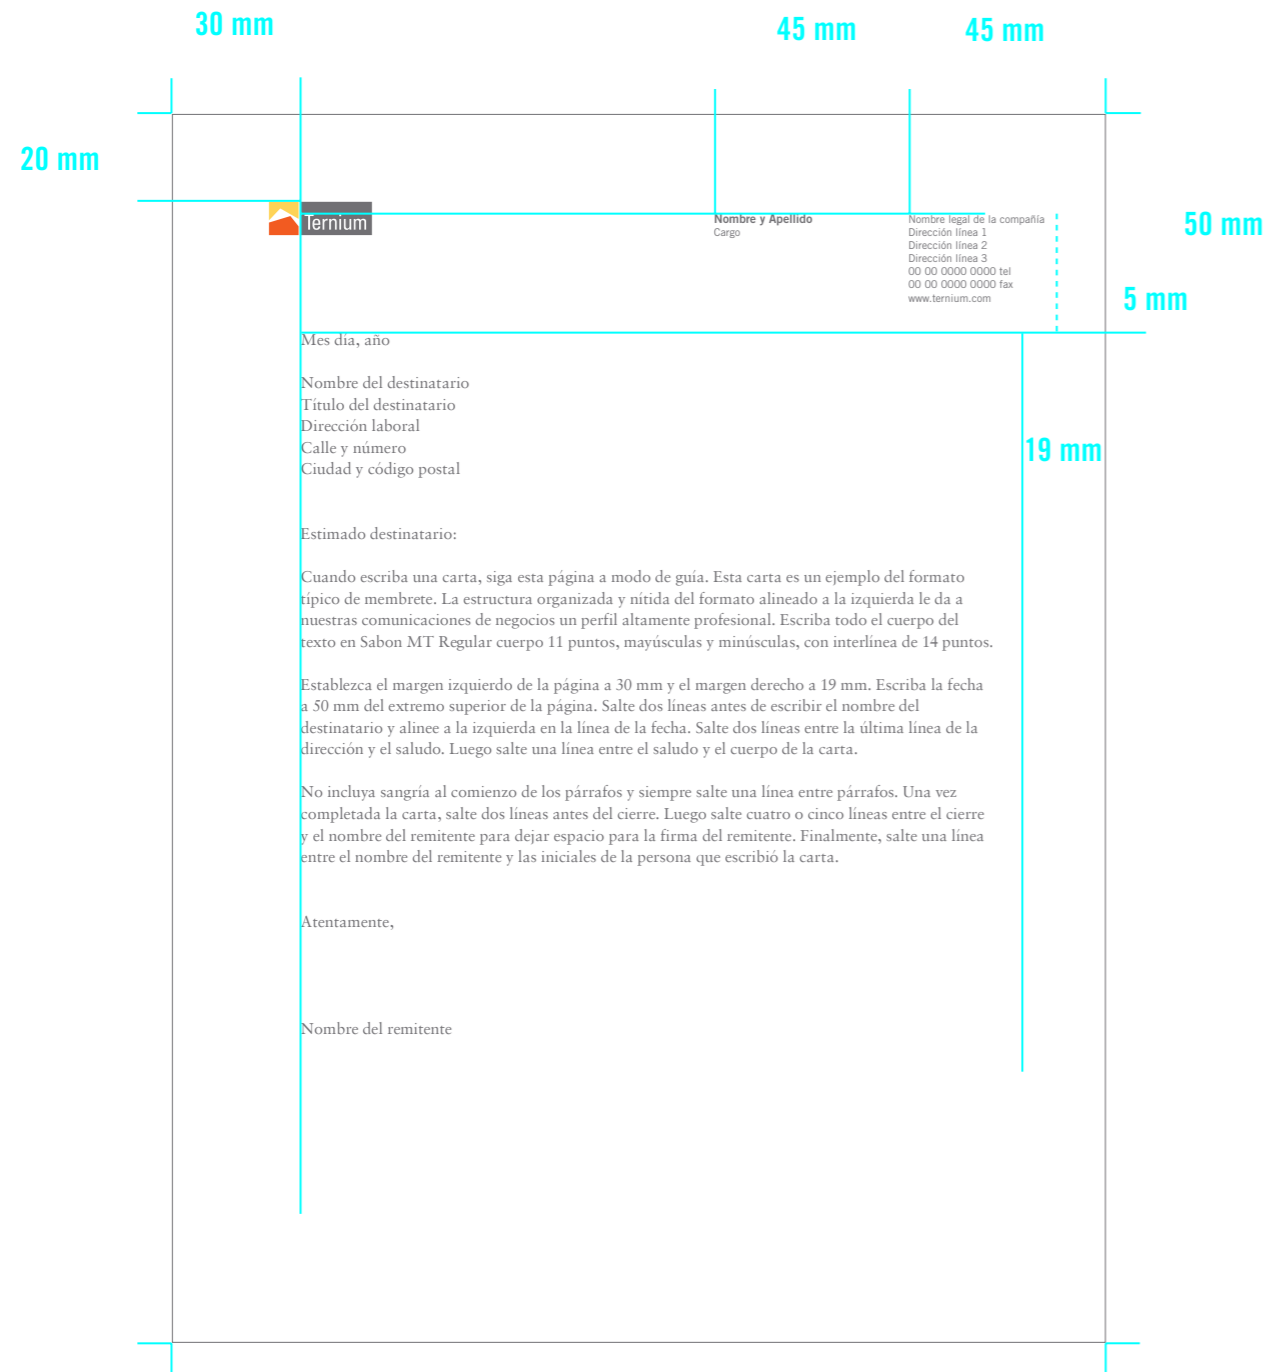 30 mm
45 mm
45 mm
20 mm
Ternium
Nombre y Apellido
Cargo
Nombre legal de la compañía
Dirección línea 1
Dirección línea 2
Dirección línea 3
00 00 0000 0000 tel
00 00 0000 0000 fax
www.ternium.com
50 mm
5 mm
Mes día, año
Nombre del destinatario
Título del destinatario
Dirección laboral
Calle y número
Ciudad y código postal
19 mm
Estimado destinatario:
Cuando escriba una carta, siga esta página a modo de guía. Esta carta es un ejemplo del formato
típico de membrete. La estructura organizada y nítida del formato alineado a la izquierda le da a
nuestras comunicaciones de negocios un perfil altamente profesional. Escriba todo el cuerpo del
texto en Sabon MT Regular cuerpo 11 puntos, mayúsculas y minúsculas, con interlínea de 14 puntos.
Establezca el margen izquierdo de la página a 30 mm y el margen derecho a 19 mm. Escriba la fecha
a 50 mm del extremo superior de la página. Salte dos líneas antes de escribir el nombre del
destinatario y alinee a la izquierda en la línea de la fecha. Salte dos líneas entre la última línea de la
dirección y el saludo. Luego salte una línea entre el saludo y el cuerpo de la carta.
No incluya sangría al comienzo de los párrafos y siempre salte una línea entre párrafos. Una vez
completada la carta, salte dos líneas antes del cierre. Luego salte cuatro o cinco líneas entre el cierre
y el nombre del remitente para dejar espacio para la firma del remitente. Finalmente, salte una línea
entre el nombre del remitente y las iniciales de la persona que escribió la carta.
Atentamente,
Nombre del remitente